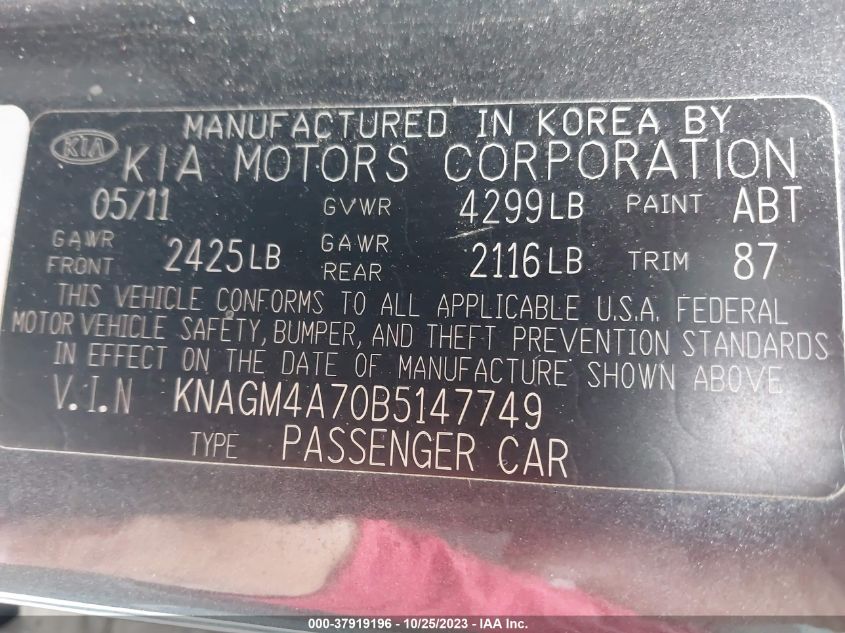 MANUFACTURED IN KOREA BY
KIA KIA MOTORS CORPORATION
05/11 GVWR 4299LB PAINT ABT
GAWR FRONT 2425LB GAWR REAR 2116LB TRIM 87
THIS VEHICLE CONFORMS TO ALL APPLICABLE U.S.A. FEDERAL
MOTOR VEHICLE SAFETY, BUMPER, AND THEFT PREVENTION STANDARDS
IN EFFECT ON THE DATE OF MANUFACTURE SHOWN ABOVE
V.I.N KNAGM4A70B5147749
TYPE PASSENGER CAR
000-37919196 - 10/25/2023 - IAA Inc.